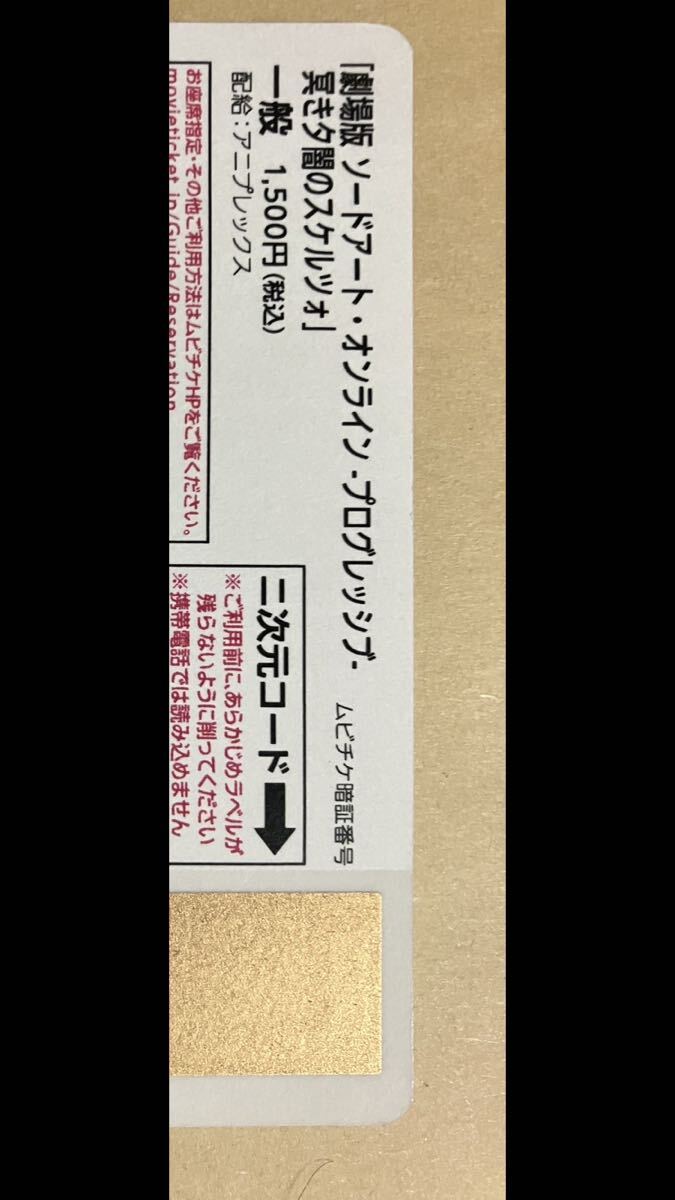 「劇場版 ソードアート・オンライン -プログレッシブ-
冥き夕闇のスケルツォ」
一般 1,500円(税込)
配給：アニプレックス
お座席指定・その他ご利用方法はムビチケHPをご覧ください。
movieticket.jp/Guide/Reservation
ムビチケ暗証番号
二次元コード
※ご利用前に、あらかじめラベルが
残らないように削ってください
※携帯電話では読み込めません